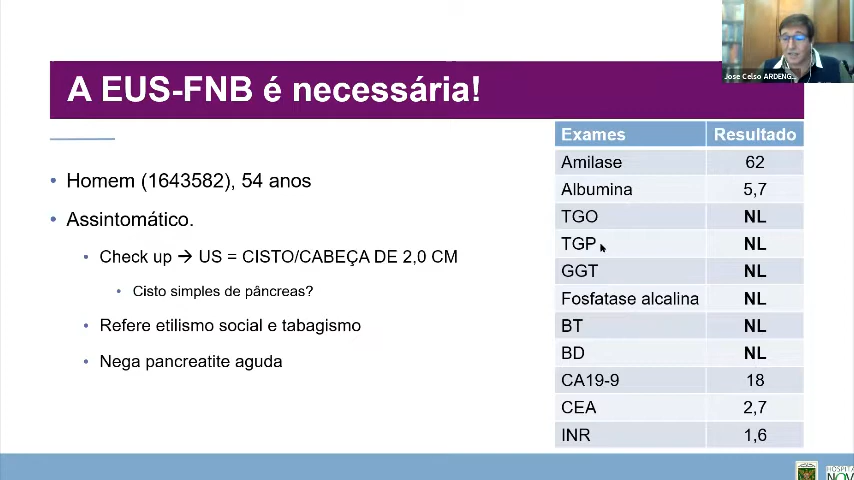 Jose Celso ARDENG...
A EUS-FNB é necessária!
• Homem (1643582), 54 anos
• Assintomático.
• Check up → US = CISTO/CABEÇA DE 2,0 CM
• Cisto simples de pâncreas?
• Refere etilismo social e tabagismo
• Nega pancreatite aguda
Exames Resultado
Amilase 62
Albumina 5,7
TGO NL
TGP NL
GGT NL
Fosfatase alcalina NL
BT NL
BD NL
CA19-9 18
CEA 2,7
INR 1,6
HOSPITA
NOV